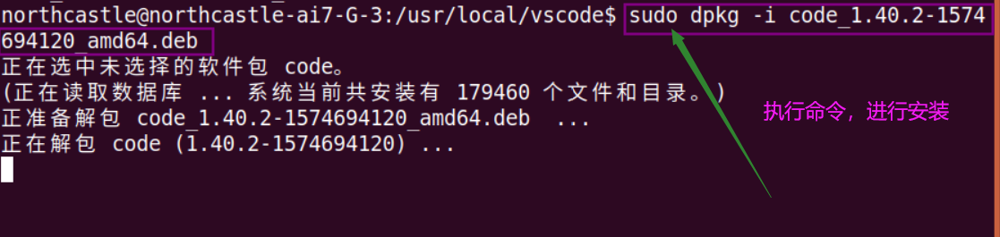 northcastle@northcastle-ai7-G-3:/usr/local/vscode$ sudo dpkg -i code_1.40.2-1574
694120_amd64.deb
正在选中未选择的软件包 code。
(正在读取数据库 ... 系统当前共安装有 179460 个文件和目录。)
正准备解包 code_1.40.2-1574694120_amd64.deb  ...
正在解包 code (1.40.2-1574694120) ...
执行命令，进行安装